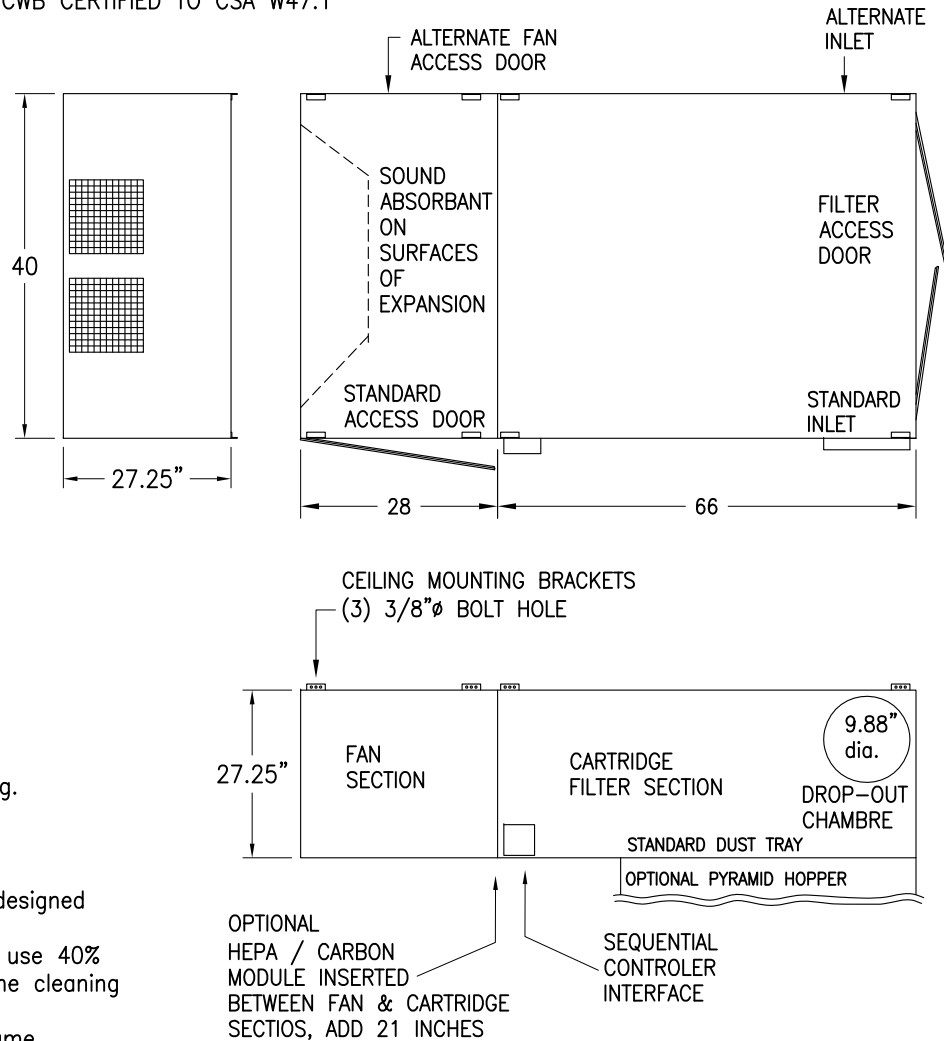 CWB CERTIFIED TO CSA W47.1
ALTERNATE FAN
ACCESS DOOR
ALTERNATE
INLET
40
27.25”
SOUND
ABSORBANT
ON
SURFACES
OF
EXPANSION
STANDARD
ACCESS DOOR
FILTER
ACCESS
DOOR
STANDARD
INLET
28
66
CEILING MOUNTING BRACKETS
(3) 3/8”ø BOLT HOLE
27.25”
FAN
SECTION
CARTRIDGE
FILTER SECTION
9.88”
dia.
DROP-OUT
CHAMBRE
STANDARD DUST TRAY
OPTIONAL PYRAMID HOPPER
OPTIONAL
HEPA / CARBON
MODULE INSERTED
BETWEEN FAN & CARTRIDGE
SECTIOS, ADD 21 INCHES
SEQUENTIAL
CONTROLER
INTERFACE
designed
use 40%
cleaning